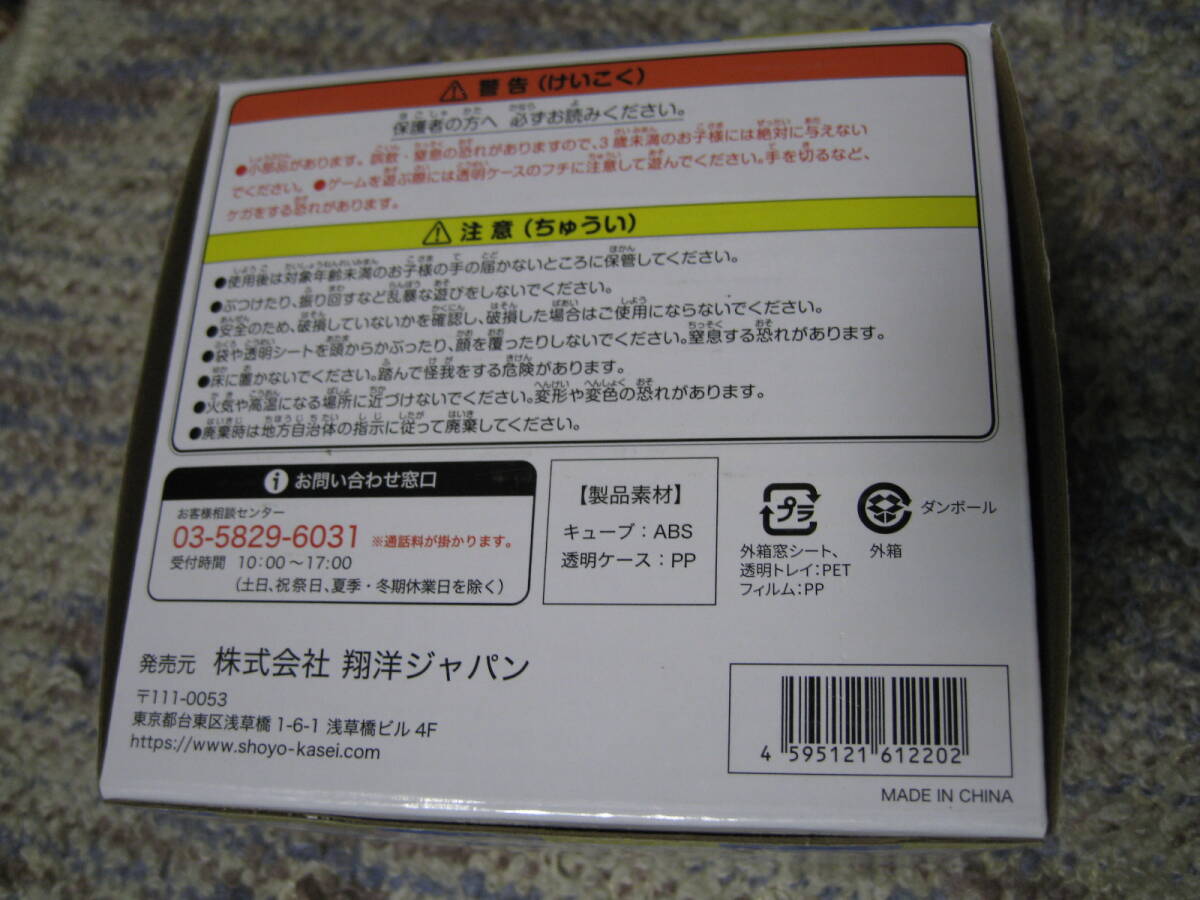 ⚠ 警告(けいこく)
保護者の方へ 必ずお読みください。
●小部品があります。誤飲・窒息の恐れがありますので、3歳未満のお子様には絶対に与えない
でください。●ゲームを遊ぶ際には透明ケースのフチに注意して遊んでください。手を切るなど、
ケガをする恐れがあります。
⚠ 注意(ちゅうい)
●使用後は対象年齢未満のお子様の手の届かないところに保管してください。
●ぶつけたり、振り回すなど乱暴な遊びをしないでください。
●安全のため、破損していないかを確認し、破損した場合はご使用にならないでください。
●袋や透明シートを頭からかぶったり、顔を覆ったりしないでください。窒息する恐れがあります。
●床に置かないでください。踏んで怪我をする危険があります。
●火気や高温になる場所に近づけないでください。変形や変色の恐れがあります。
●廃棄時は地方自治体の指示に従って廃棄してください。
お問い合わせ窓口
お客様相談センター
03-5829-6031 ※通話料が掛かります。
受付時間 10:00〜17:00
(土日、祝祭日、夏季・冬期休業日を除く)
【製品素材】
キューブ:ABS
透明ケース:PP
プラ
外箱窓シート、
透明トレイ:PET
フィルム:PP
ダンボール
外箱
発売元 株式会社 翔洋ジャパン
〒111-0053
東京都台東区浅草橋 1-6-1 浅草橋ビル 4F
https://www.shoyo-kasei.com
4 595121 612202
MADE IN CHINA